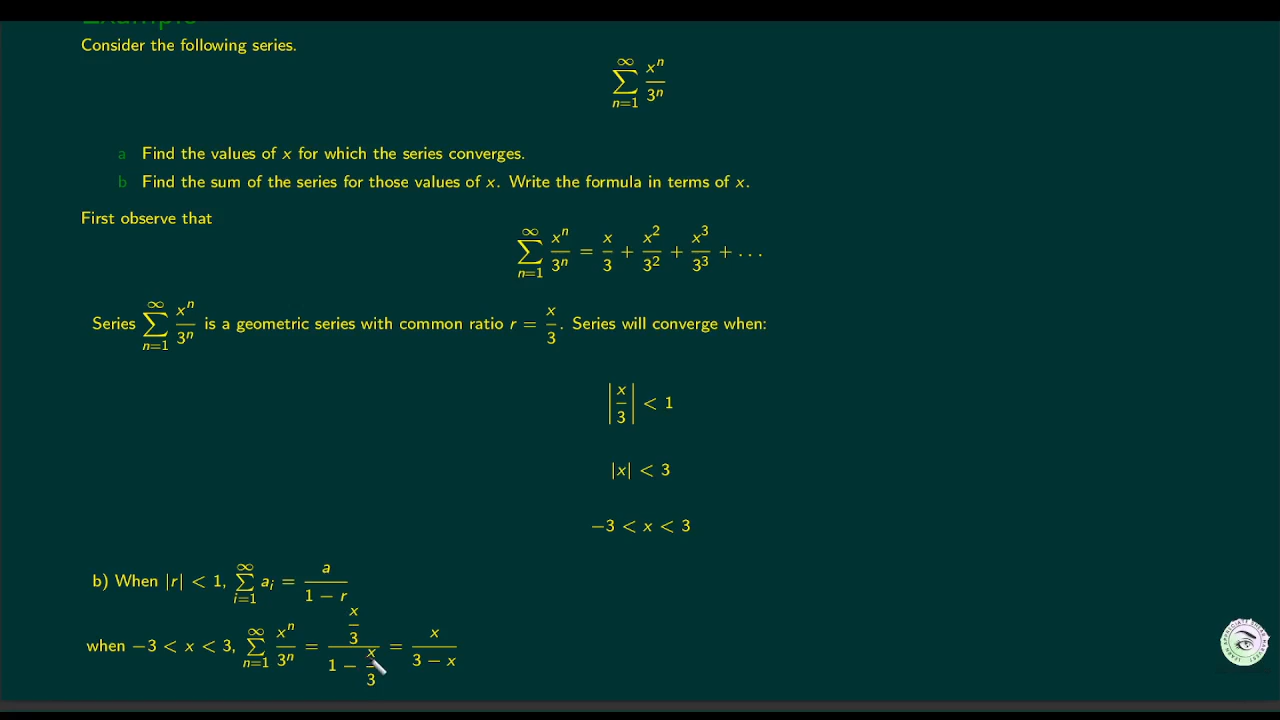 Example
Consider the following series.
∑_{n=1}^{∞} x^n/3^n
a Find the values of x for which the series converges.
b Find the sum of the series for those values of x. Write the formula in terms of x.
First observe that
∑_{n=1}^{∞} x^n/3^n = x/3 + x^2/3^2 + x^3/3^3 + ...
Series ∑_{n=1}^{∞} x^n/3^n is a geometric series with common ratio r = x/3. Series will converge when:
|x/3| < 1
|x| < 3
−3 < x < 3
b) When |r| < 1, ∑_{i=1}^{∞} a_i = a/(1 − r)
when −3 < x < 3, ∑_{n=1}^{∞} x^n/3^n = (x/3)/(1 − x/3) = x/(3 − x)